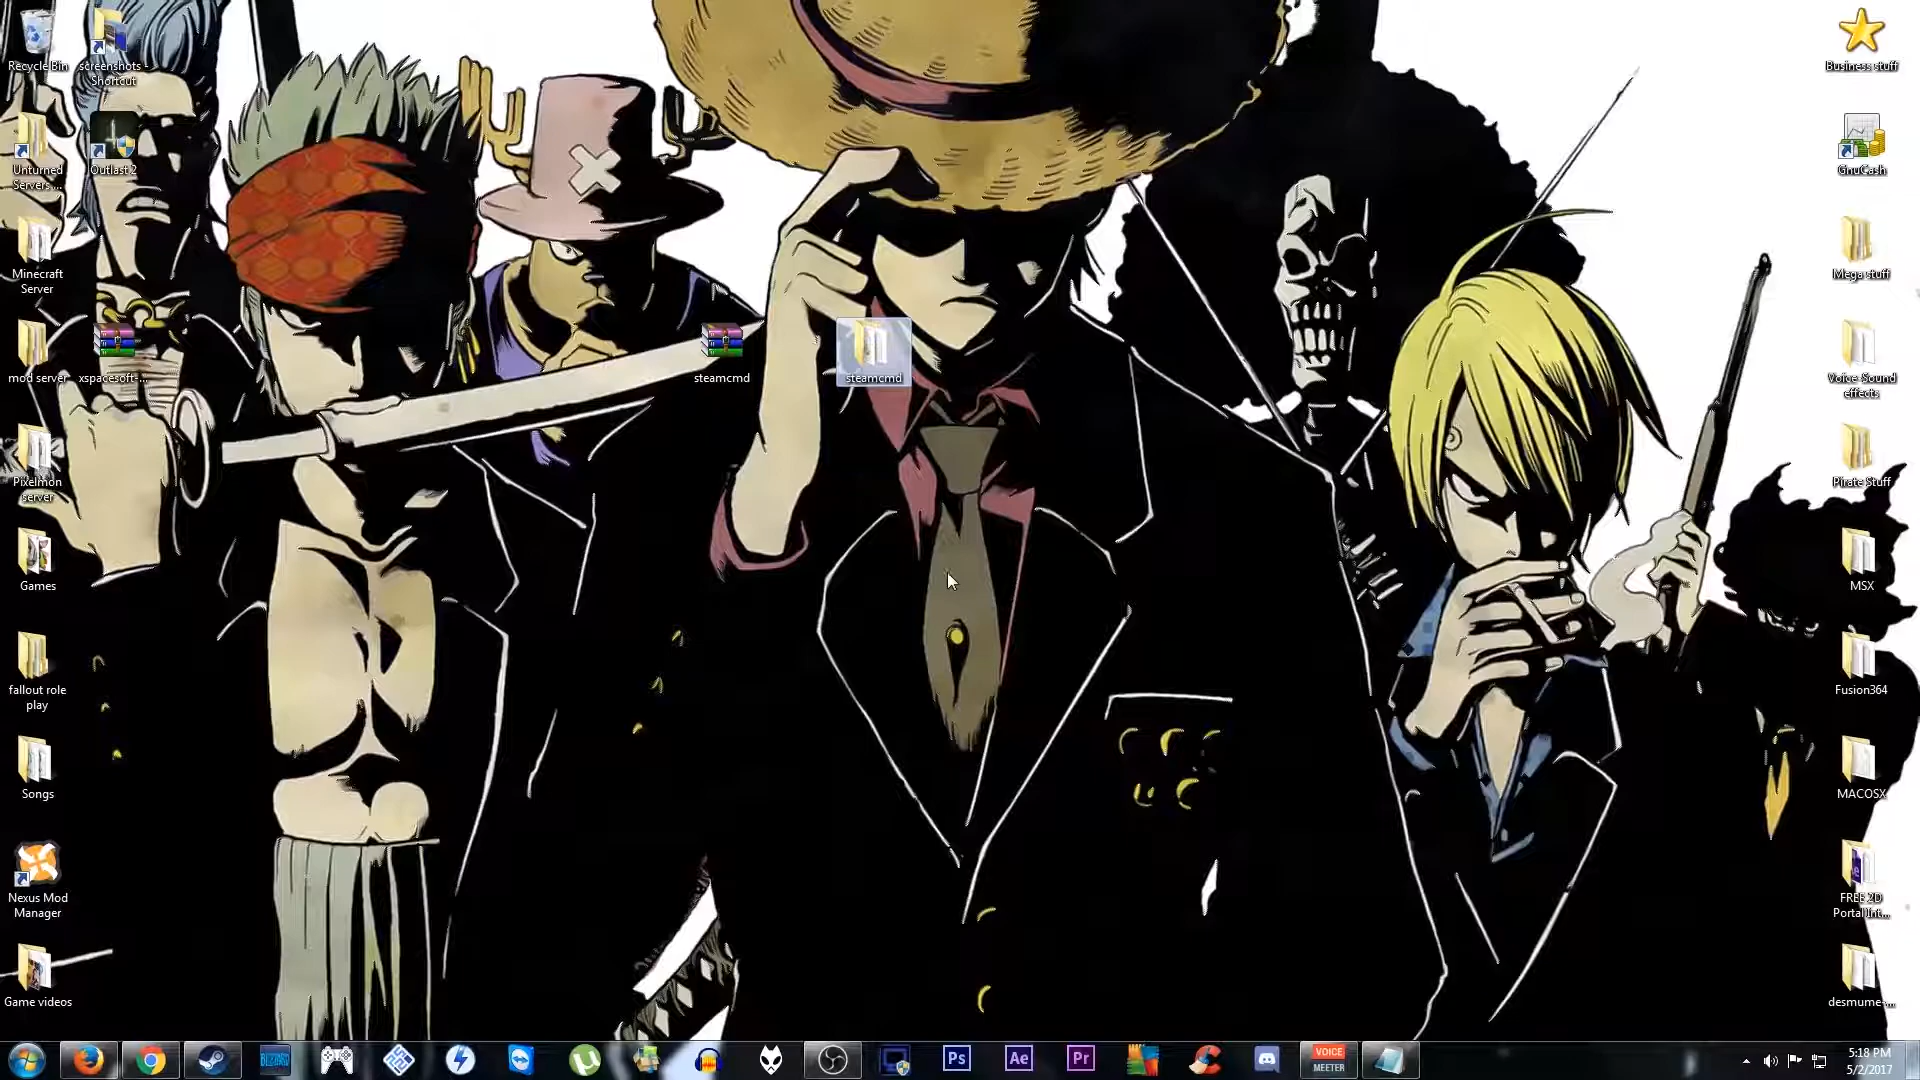 Recycle Bin
screenshots -
Shortcut
Unturned
Servers....
Outlast 2
Minecraft
Server
mod server
xspacesoft-...
Pixelmon
server
Games
fallout role
play
Songs
Nexus Mod
Manager
Game videos
steamcmd
steamcmd
Business stuff
GnuCash
Mega stuff
Voice-Sound
effects
Pirate Stuff
MSX
Fusion364
MACOSX
FREE 2D
Portal Int...
desmume-...
BLIZZARD
Ps
Ae
Pr
VOICE
MEETER
5:18 PM
5/2/2017